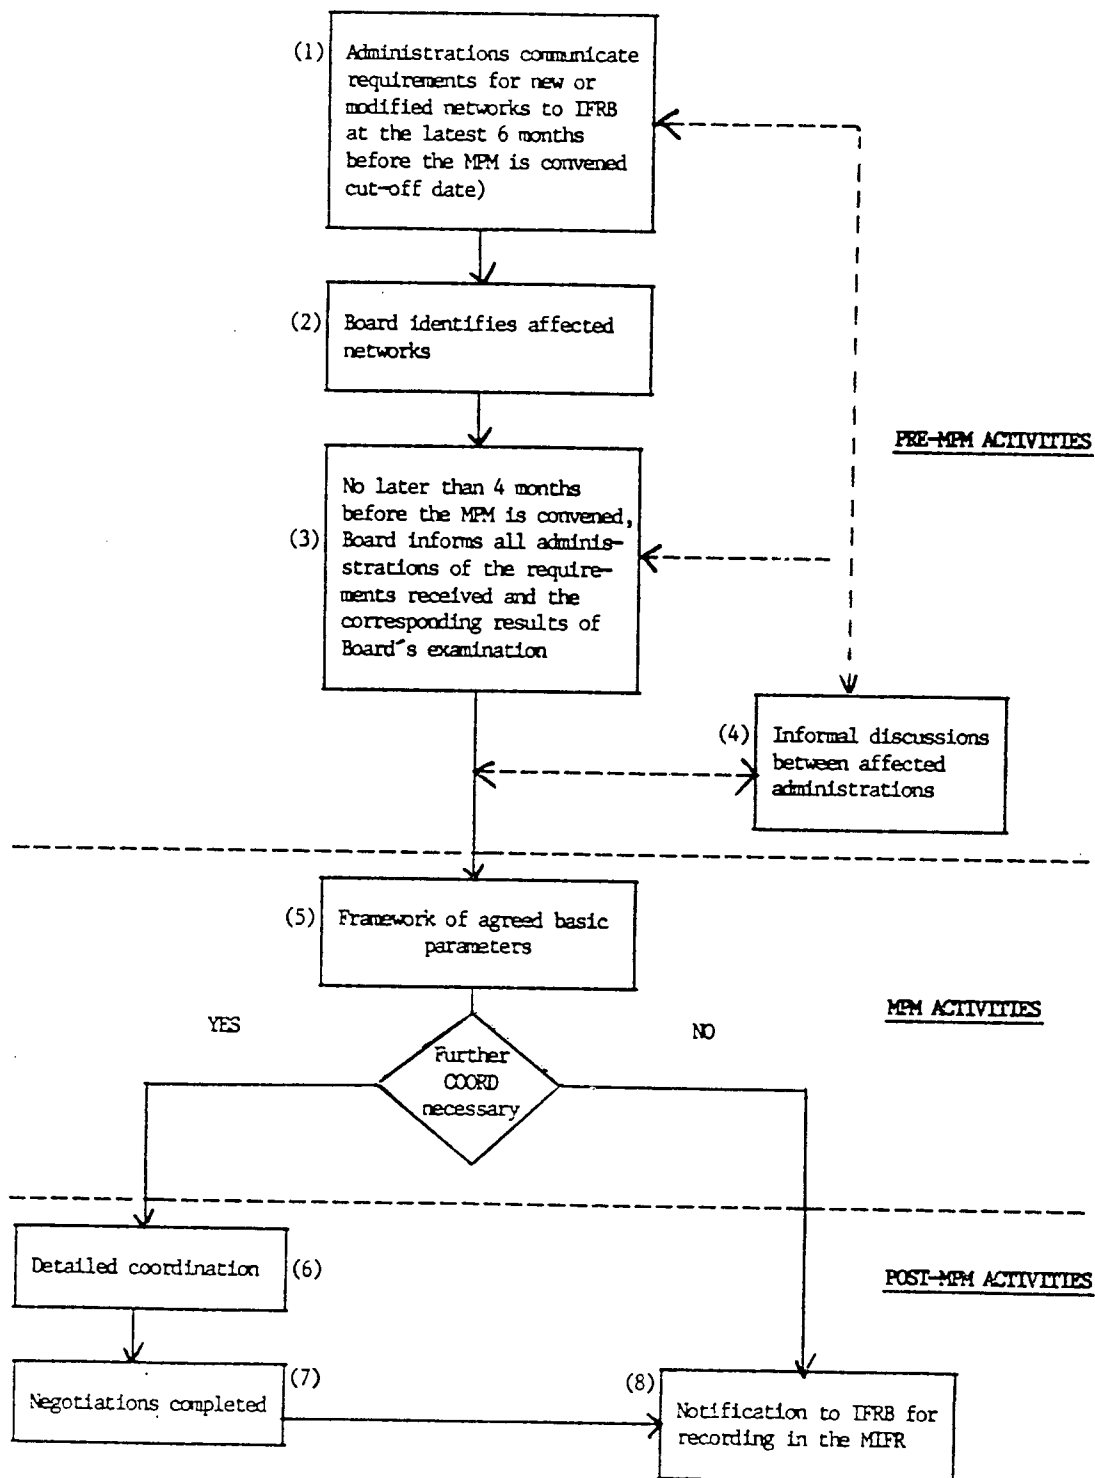 (1)
Administrations communicate
requirements for new or
modified networks to IFRB
at the latest 6 months
before the MPM is convened
cut-off date)
(2)
Board identifies affected
networks
PRE-MPM ACTIVITIES
(3)
No later than 4 months
before the MPM is convened,
Board informs all adminis-
strations of the require-
ments received and the
corresponding results of
Board's examination
(4)
Informal discussions
between affected
administrations
(5)
Framework of agreed basic
parameters
MPM ACTIVITIES
YES
NO
Further
COORD
necessary
Detailed coordination
(6)
POST-MPM ACTIVITIES
Negotiations completed
(7)
(8)
Notification to IFRB for
recording in the MIFR